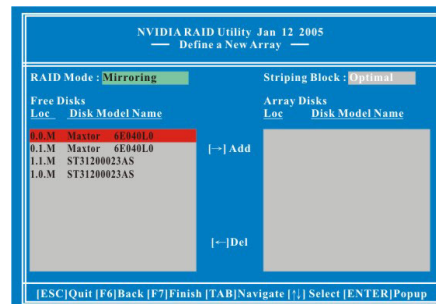 NVIDIA RAID Utility Jan 12 2005
— Define a New Array —
RAID Mode : Mirroring Striping Block : Optimal
Free Disks Array Disks
Loc Disk Model Name Loc Disk Model Name
0.0.M Maxtor 6E040L0
0.1.M Maxtor 6E040L0
[→] Add
1.1.M ST31200023AS
1.0.M ST31200023AS
[←]Del
[ESC]Quit [F6]Back [F7]Finish [TAB]Navigate [↑↓] Select [ENTER]Popup